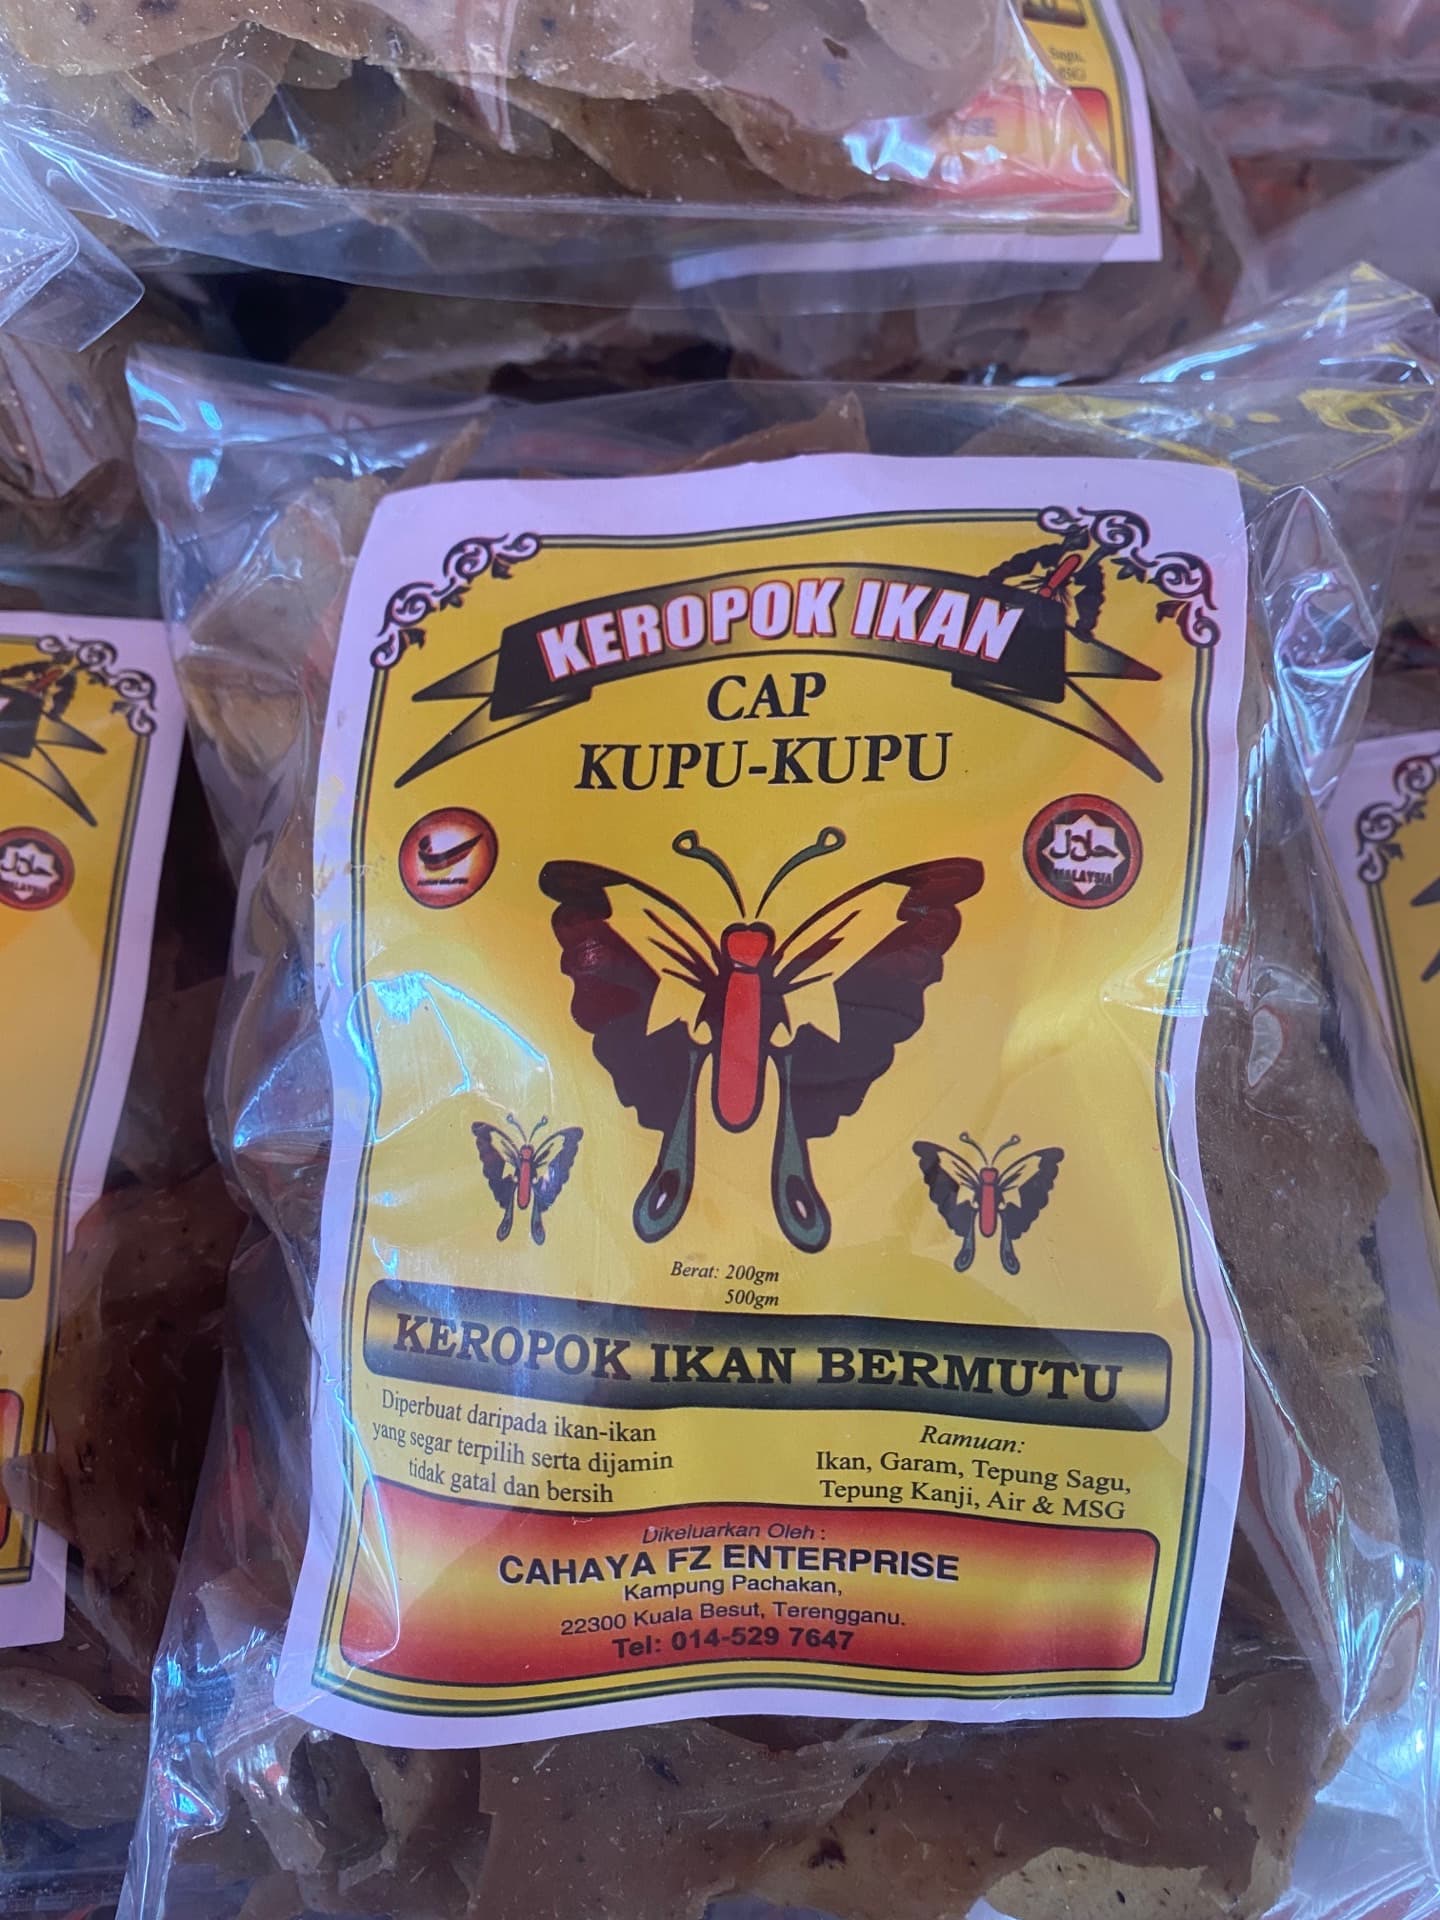 KEROPOK IKAN
CAP
KUPU-KUPU
حلال
MALAYSIA
Berat: 200gm
500gm
KEROPOK IKAN BERMUTU
Diperbuat daripada ikan-ikan
yang segar terpilih serta dijamin
tidak gatal dan bersih
Ramuan:
Ikan, Garam, Tepung Sagu,
Tepung Kanji, Air & MSG
Dikeluarkan Oleh :
CAHAYA FZ ENTERPRISE
Kampung Pachakan,
22300 Kuala Besut, Terengganu.
Tel: 014-529 7647